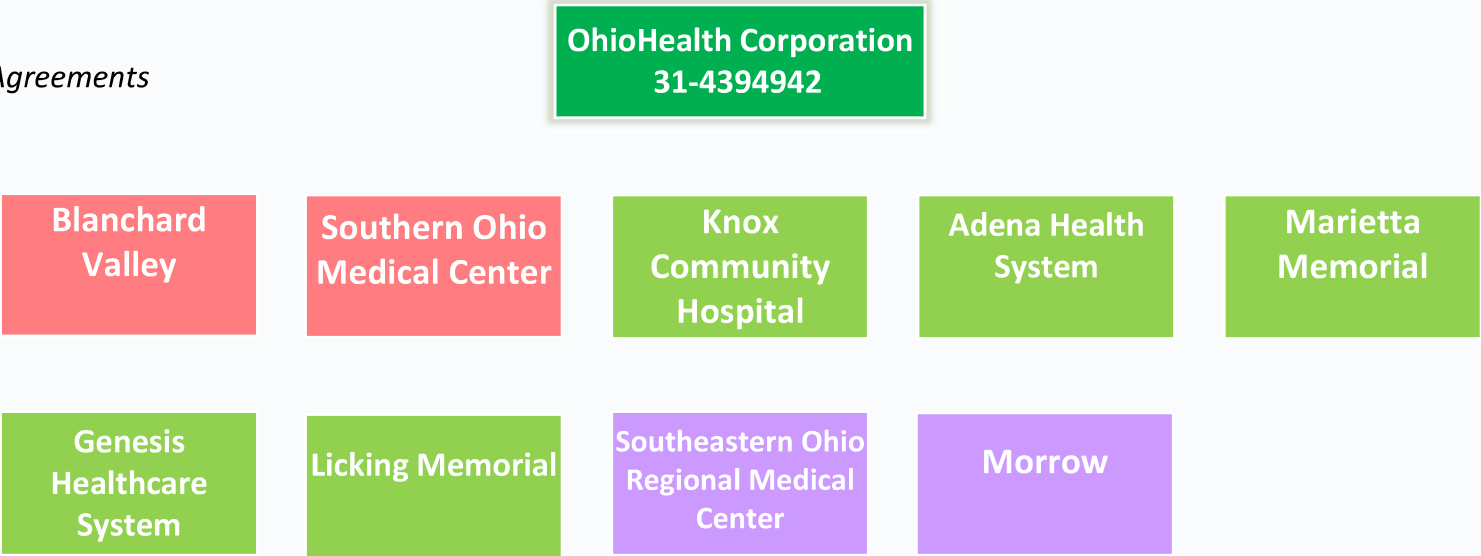 OhioHealth Corporation
31-4394942
Agreements
Blanchard
Valley
Southern Ohio
Medical Center
Knox
Community
Hospital
Adena Health
System
Marietta
Memorial
Genesis
Healthcare
System
Licking Memorial
Southeastern Ohio
Regional Medical
Center
Morrow